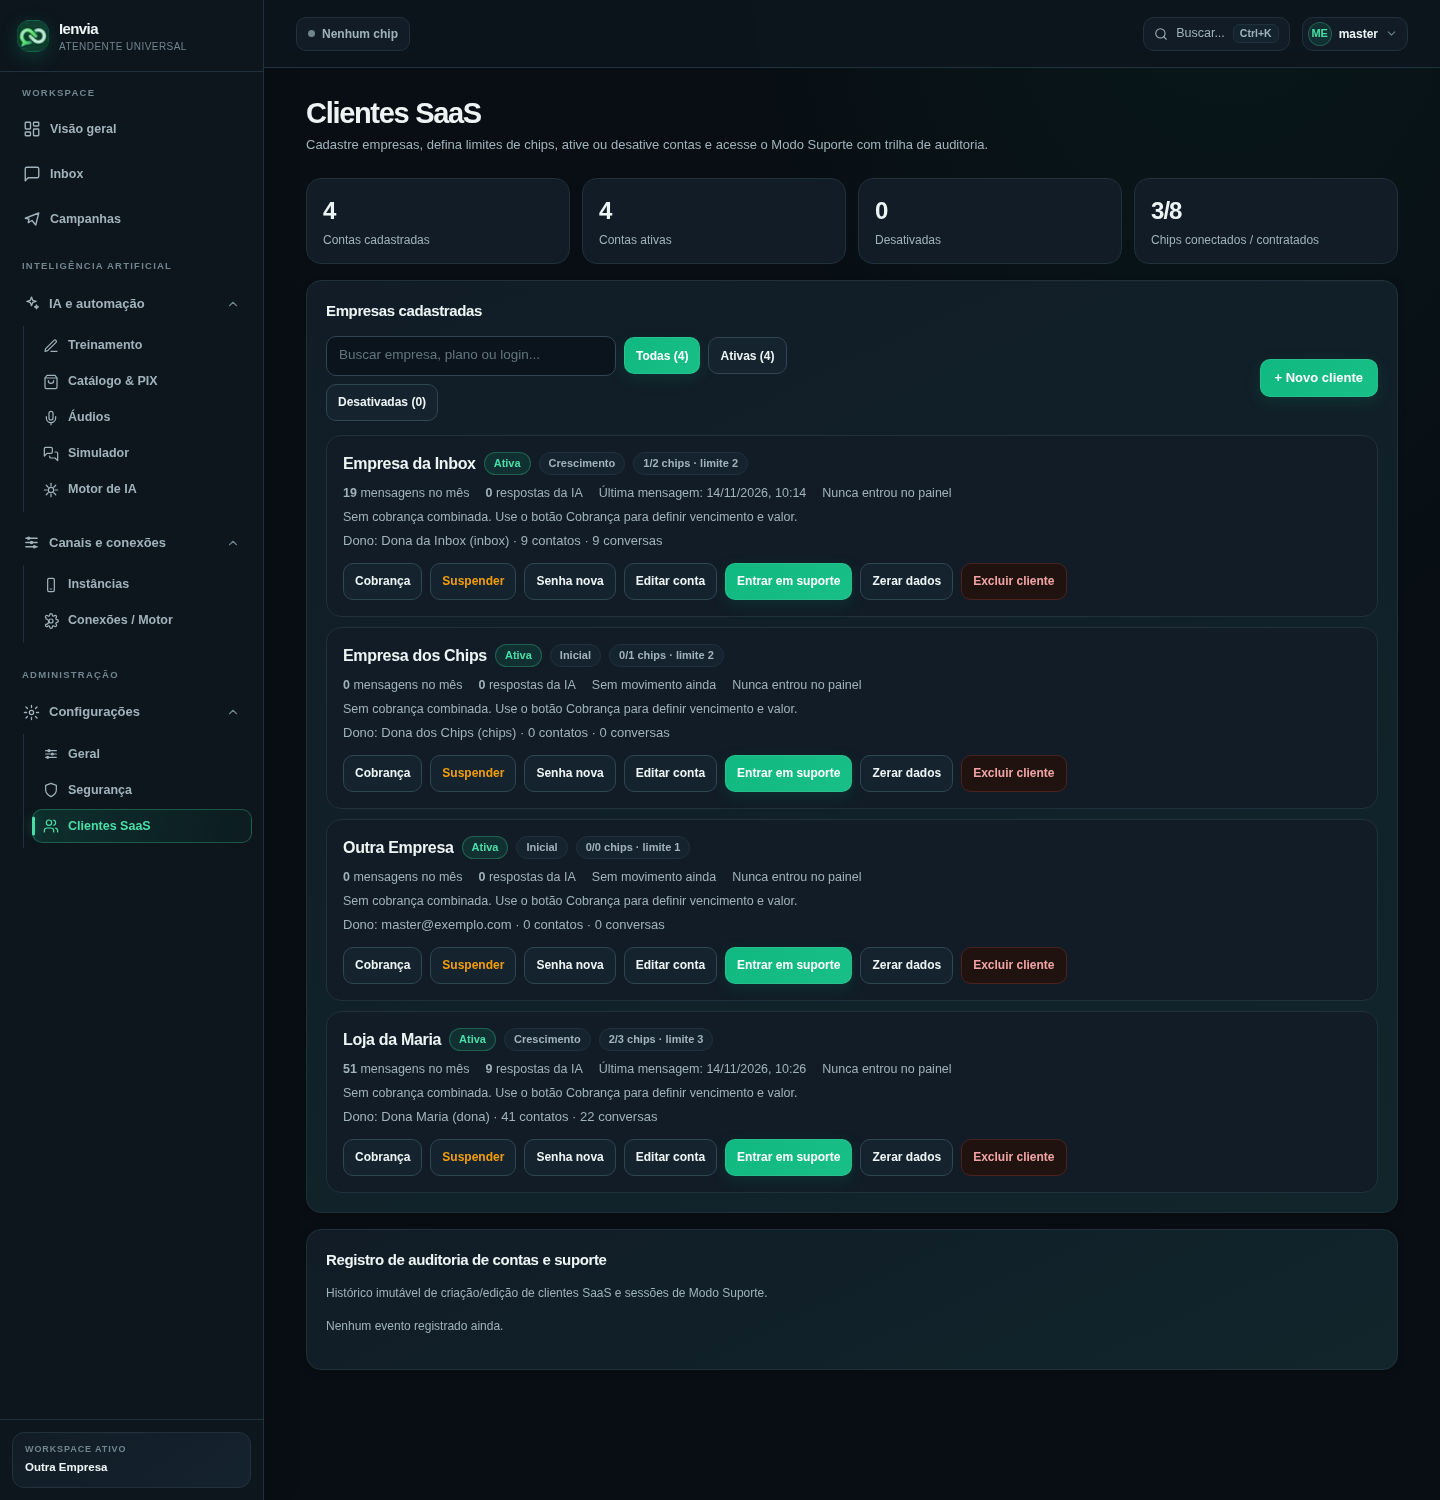 Ienvia
ATENDENTE UNIVERSAL
WORKSPACE
Visão geral
Inbox
Campanhas
INTELIGÊNCIA ARTIFICIAL
IA e automação
Treinamento
Catálogo & PIX
Áudios
Simulador
Motor de IA
Canais e conexões
Instâncias
Conexões / Motor
ADMINISTRAÇÃO
Configurações
Geral
Segurança
Clientes SaaS
WORKSPACE ATIVO
Outra Empresa
Nenhum chip
Buscar... Ctrl+K
ME master
Clientes SaaS
Cadastre empresas, defina limites de chips, ative ou desative contas e acesse o Modo Suporte com trilha de auditoria.
4
Contas cadastradas
4
Contas ativas
0
Desativadas
3/8
Chips conectados / contratados
Empresas cadastradas
Buscar empresa, plano ou login... Todas (4) Ativas (4)
Desativadas (0)
+ Novo cliente
Empresa da Inbox Ativa Crescimento 1/2 chips · limite 2
19 mensagens no mês 0 respostas da IA Última mensagem: 14/11/2026, 10:14 Nunca entrou no painel
Sem cobrança combinada. Use o botão Cobrança para definir vencimento e valor.
Dono: Dona da Inbox (inbox) · 9 contatos · 9 conversas
Cobrança Suspender Senha nova Editar conta Entrar em suporte Zerar dados Excluir cliente
Empresa dos Chips Ativa Inicial 0/1 chips · limite 2
0 mensagens no mês 0 respostas da IA Sem movimento ainda Nunca entrou no painel
Sem cobrança combinada. Use o botão Cobrança para definir vencimento e valor.
Dono: Dona dos Chips (chips) · 0 contatos · 0 conversas
Cobrança Suspender Senha nova Editar conta Entrar em suporte Zerar dados Excluir cliente
Outra Empresa Ativa Inicial 0/0 chips · limite 1
0 mensagens no mês 0 respostas da IA Sem movimento ainda Nunca entrou no painel
Sem cobrança combinada. Use o botão Cobrança para definir vencimento e valor.
Dono: master@exemplo.com · 0 contatos · 0 conversas
Cobrança Suspender Senha nova Editar conta Entrar em suporte Zerar dados Excluir cliente
Loja da Maria Ativa Crescimento 2/3 chips · limite 3
51 mensagens no mês 9 respostas da IA Última mensagem: 14/11/2026, 10:26 Nunca entrou no painel
Sem cobrança combinada. Use o botão Cobrança para definir vencimento e valor.
Dono: Dona Maria (dona) · 41 contatos · 22 conversas
Cobrança Suspender Senha nova Editar conta Entrar em suporte Zerar dados Excluir cliente
Registro de auditoria de contas e suporte
Histórico imutável de criação/edição de clientes SaaS e sessões de Modo Suporte.
Nenhum evento registrado ainda.